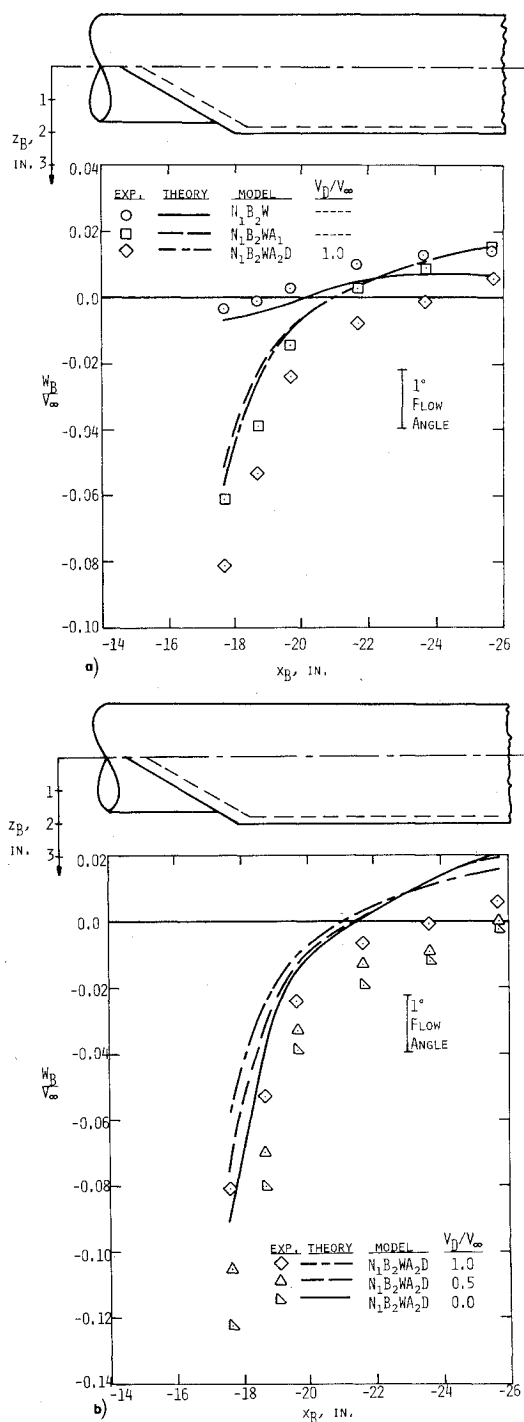 1
Z_B, 2
IN. 3
0.04
EXP. THEORY MODEL V_D/V_∞
N_1B_2W ----
0.02
N_1B_2WA_1 ----
N_1B_2WA_2D 1.0
0.0
-0.02
W_B
V_∞
1°
FLOW
ANGLE
-0.04
-0.06
-0.08
-0.10
-14 -16 -18 -20 -22 -24 -26
a)
X_B, IN.
1
Z_B, 2
IN. 3
0.02
0.0
-0.02
1°
FLOW
ANGLE
-0.04
W_B
V_∞
-0.06
-0.08
EXP. THEORY MODEL V_D/V_∞
-0.10
N_1B_2WA_2D 1.0
N_1B_2WA_2D 0.5
-0.12
N_1B_2WA_2D 0.0
-0.14
-14 -16 -18 -20 -22 -24 -26
b)
X_B, IN.